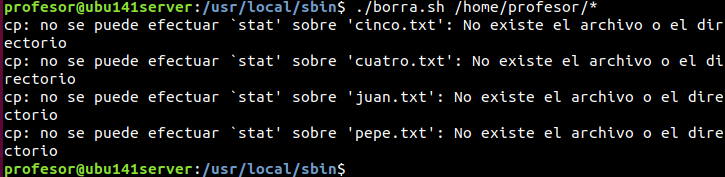 profesor@ubu141server:/usr/local/sbin$ ./borra.sh /home/profesor/*
cp: no se puede efectuar `stat' sobre 'cinco.txt': No existe el archivo o el dir
ectorio
cp: no se puede efectuar `stat' sobre 'cuatro.txt': No existe el archivo o el di
rectorio
cp: no se puede efectuar `stat' sobre 'juan.txt': No existe el archivo o el dire
ctorio
cp: no se puede efectuar `stat' sobre 'pepe.txt': No existe el archivo o el dire
ctorio
profesor@ubu141server:/usr/local/sbin$